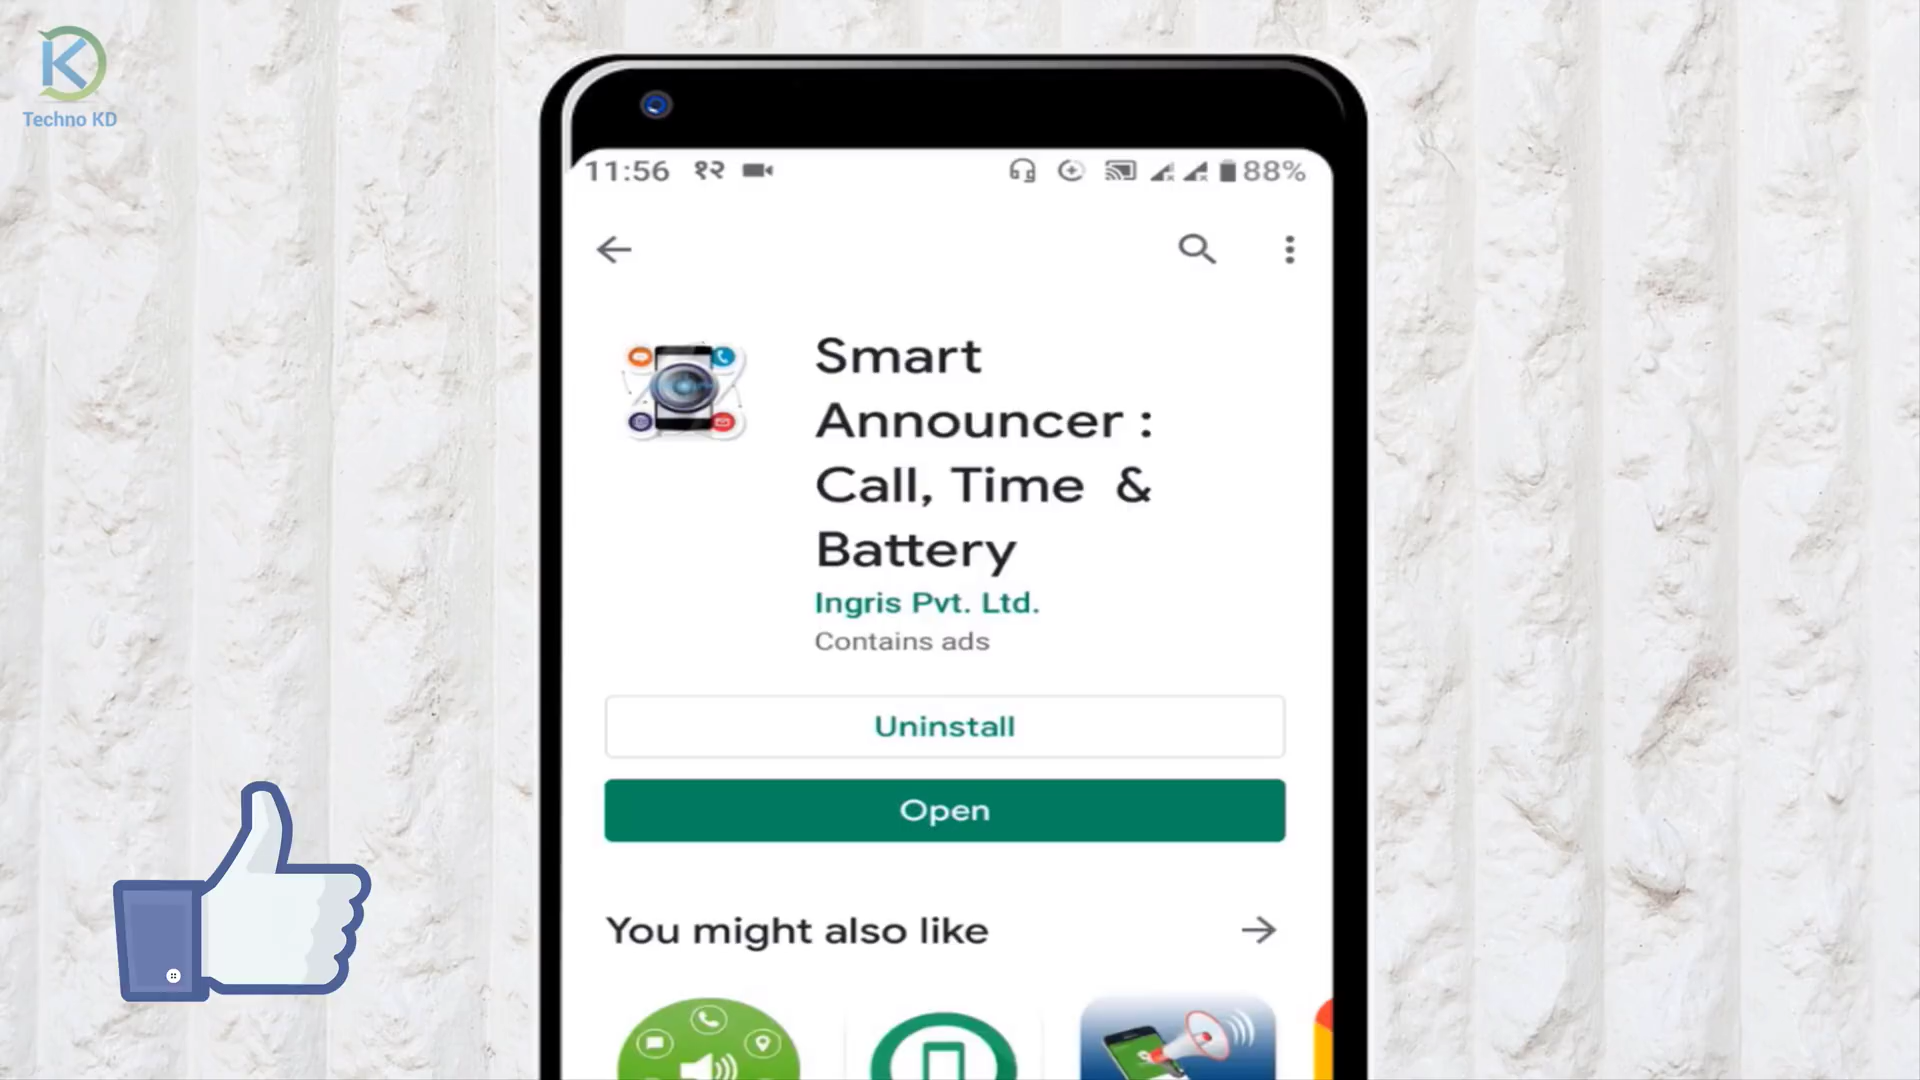 Techno KD
11:56 १२ 88%
Smart
Announcer :
Call, Time &
Battery
Ingris Pvt. Ltd.
Contains ads
Uninstall
Open
You might also like